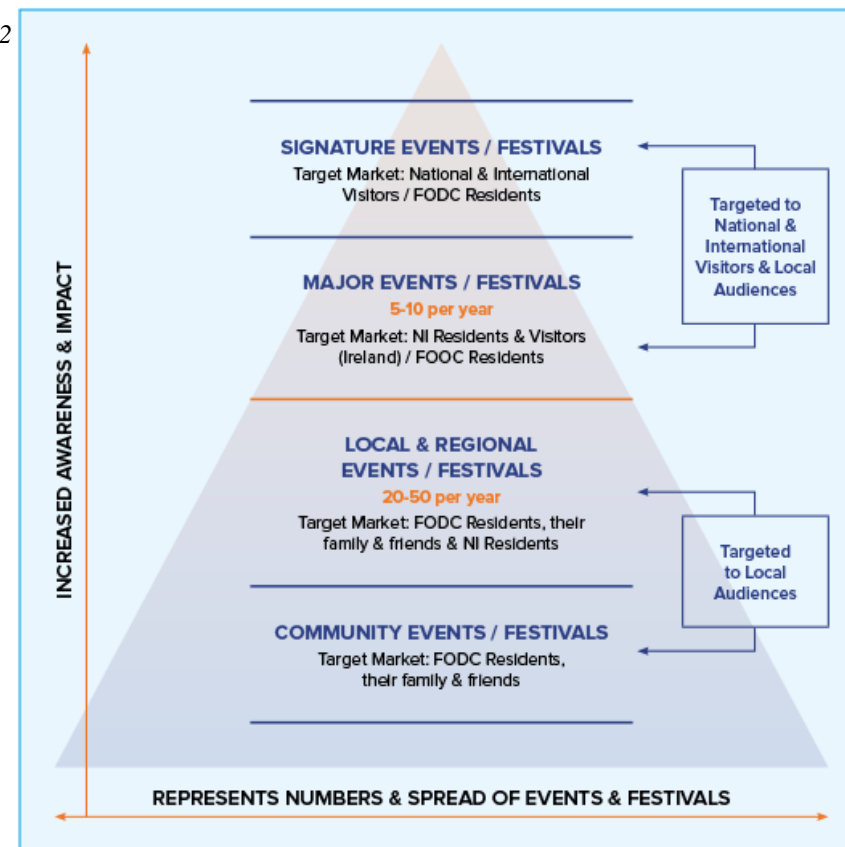 2
SIGNATURE EVENTS / FESTIVALS
Target Market: National & International
Visitors / FODC Residents
Targeted to
National &
International
Visitors & Local
Audiences
MAJOR EVENTS / FESTIVALS
5-10 per year
Target Market: NI Residents & Visitors
(Ireland) / FOOC Residents
LOCAL & REGIONAL
EVENTS / FESTIVALS
20-50 per year
Target Market: FODC Residents, their
family & friends & NI Residents
Targeted
to Local
Audiences
COMMUNITY EVENTS / FESTIVALS
Target Market: FODC Residents,
their family & friends
INCREASED AWARENESS & IMPACT
REPRESENTS NUMBERS & SPREAD OF EVENTS & FESTIVALS